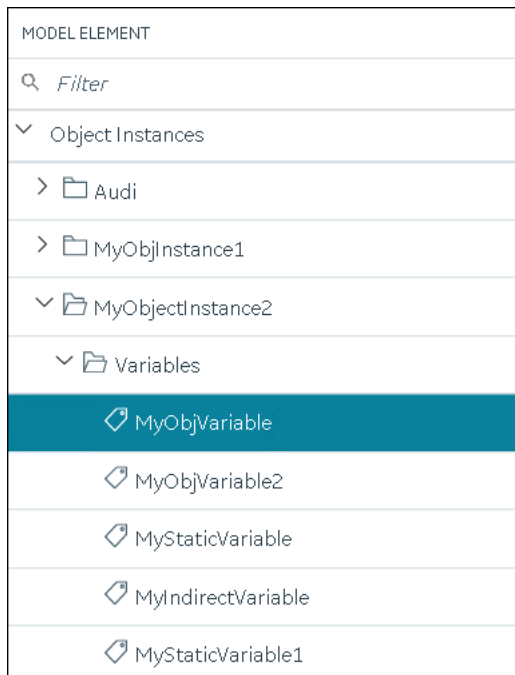 MODEL ELEMENT
Filter
Object Instances
Audi
MyObjInstance1
MyObjectInstance2
Variables
MyObjVariable
MyObjVariable2
MyStaticVariable
MyIndirectVariable
MyStaticVariable1